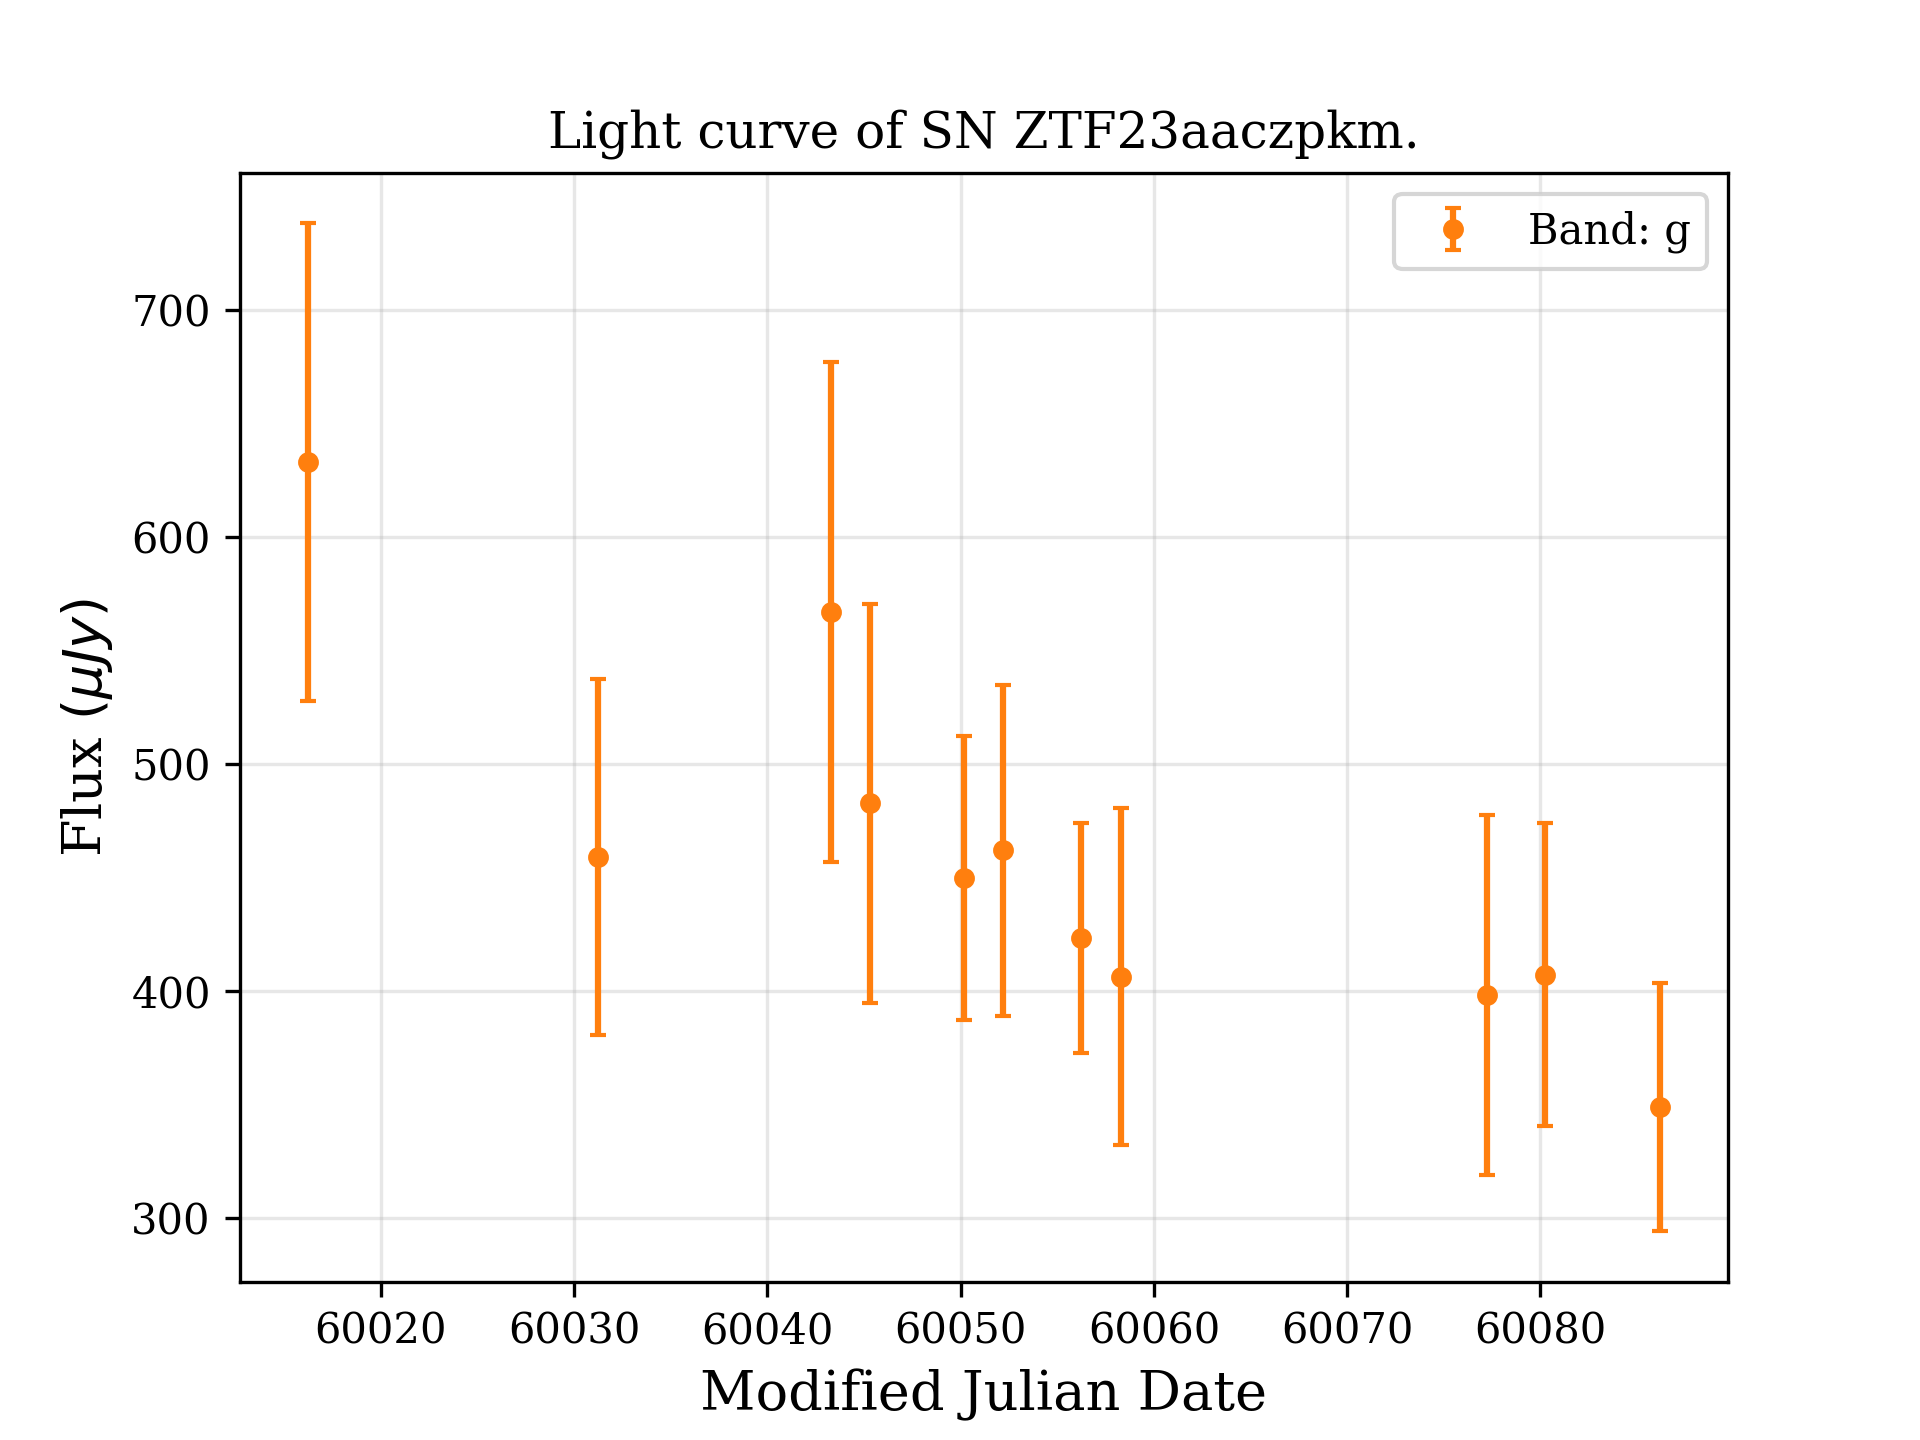 Light curve of SN ZTF23aaczpkm.
Band: g
700
600
500
400
300
Flux (μJy)
60020 60030 60040 60050 60060 60070 60080
Modified Julian Date